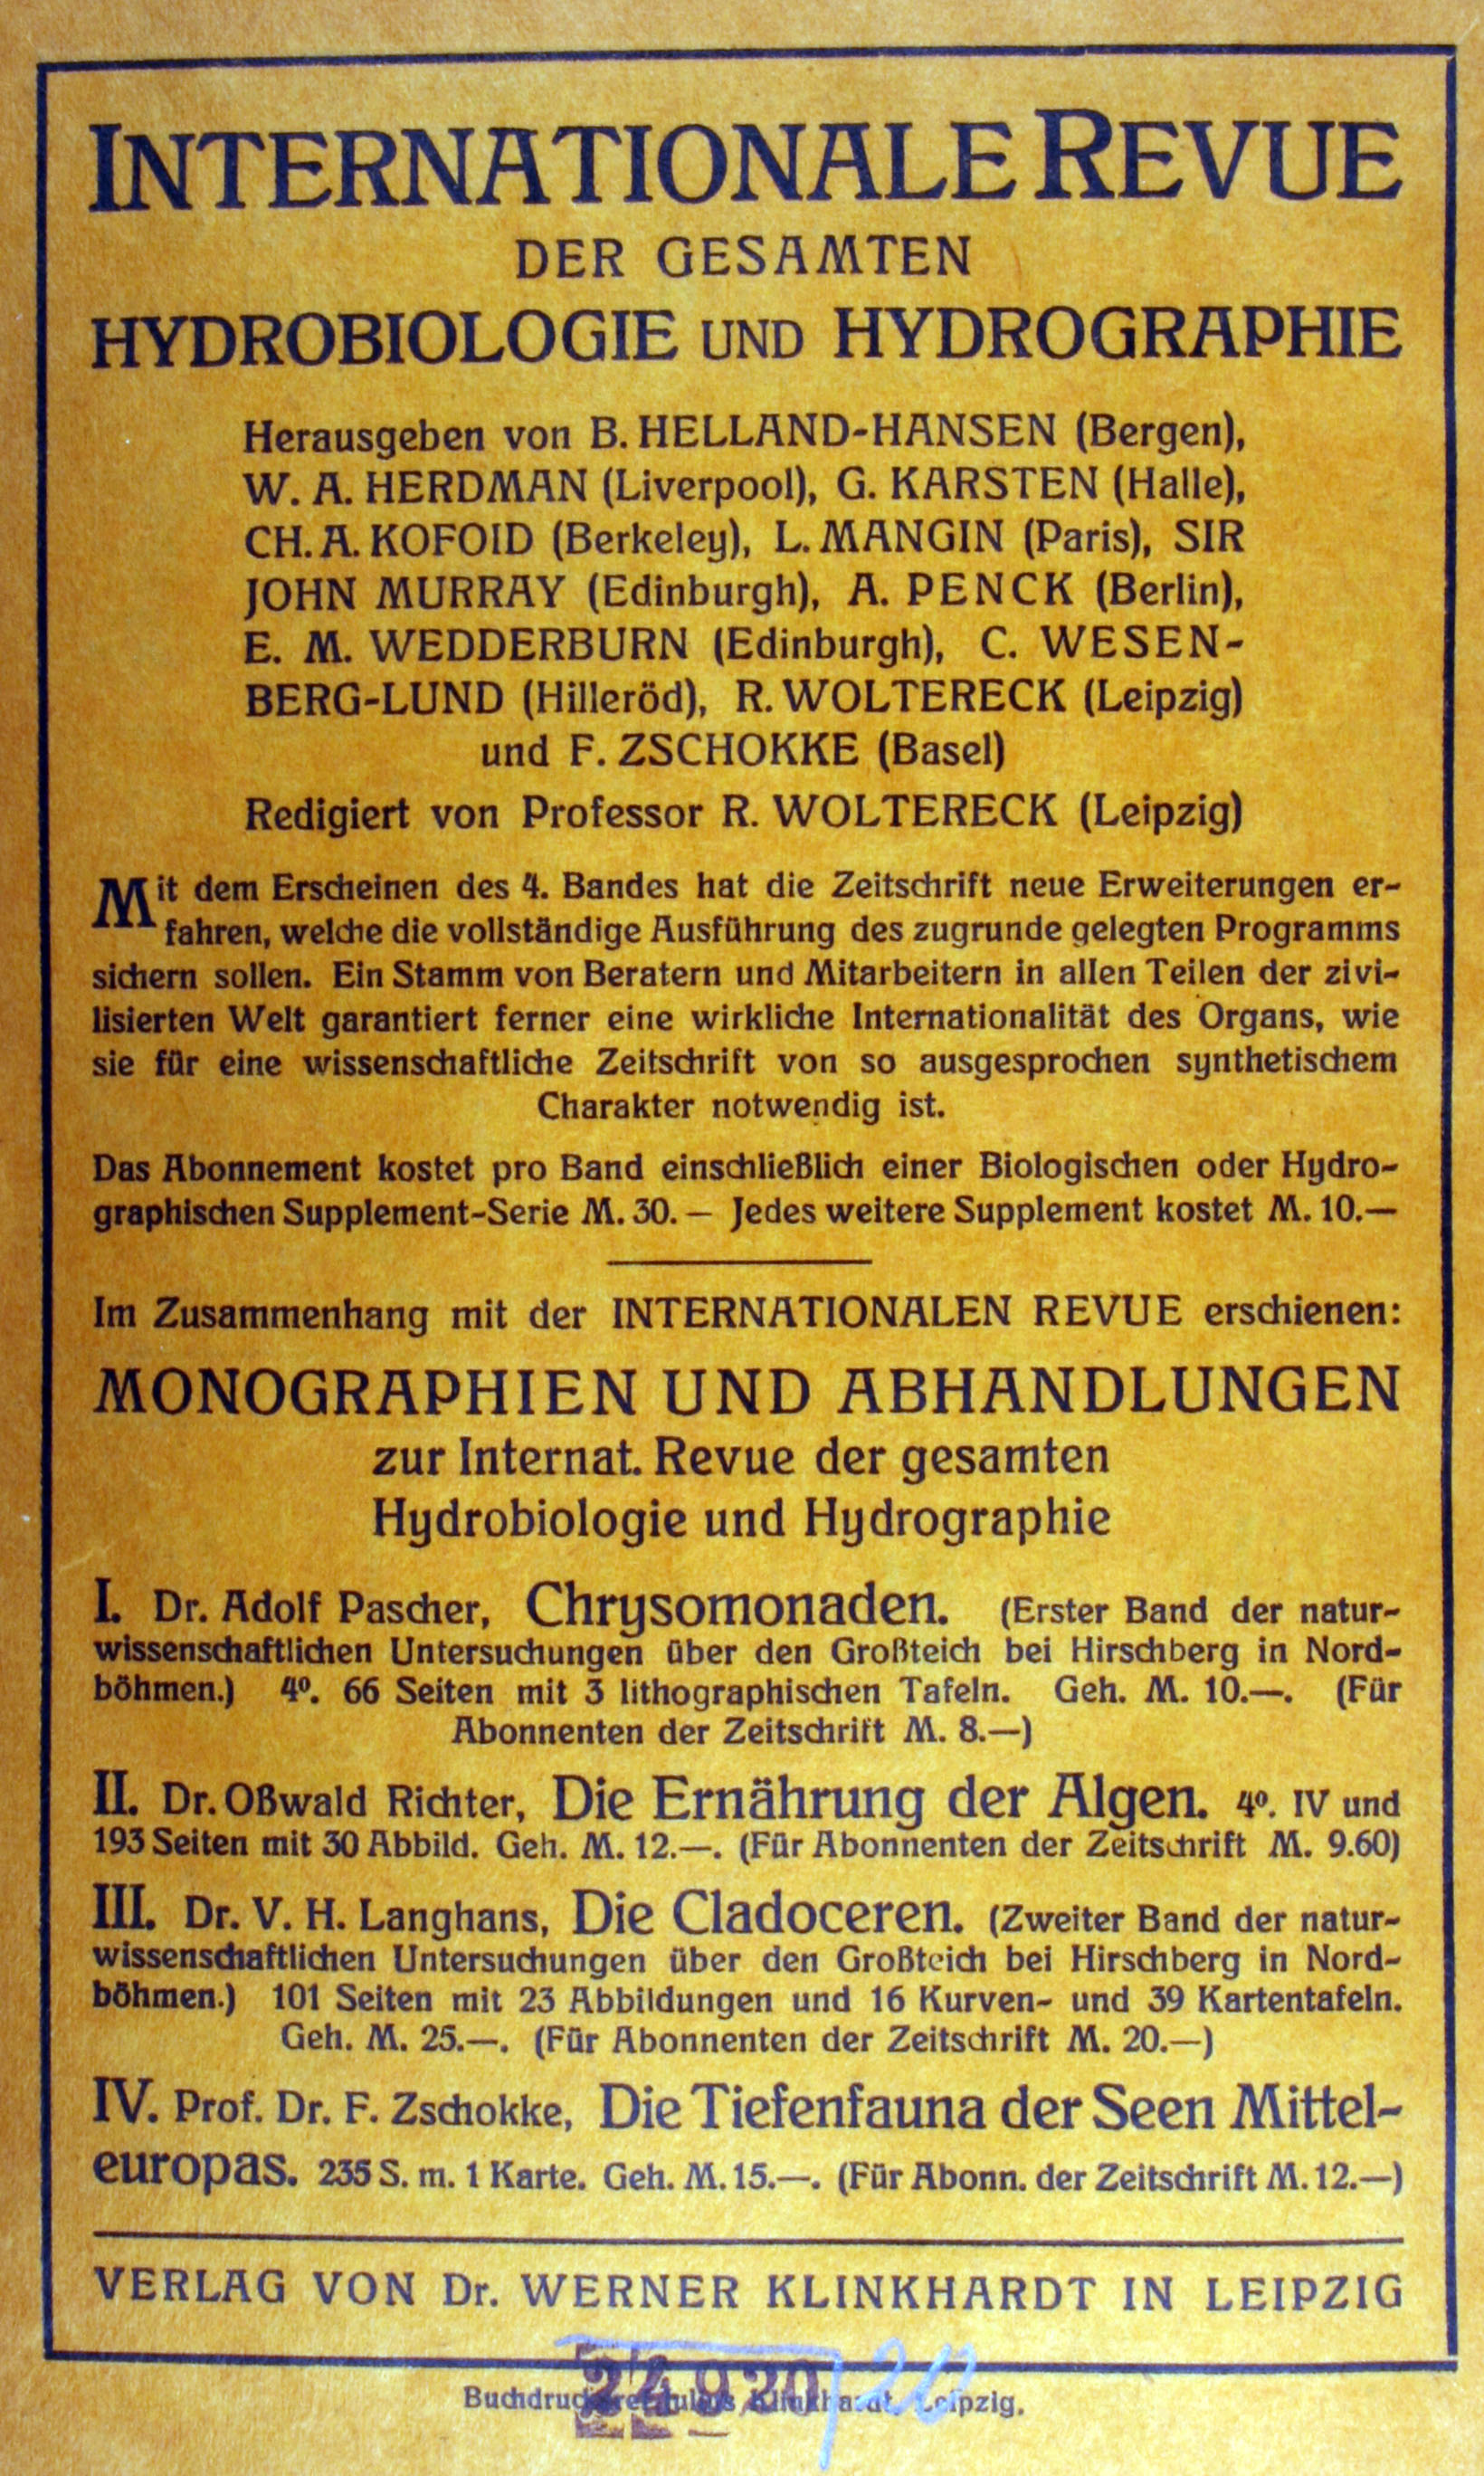 INTERNATIONALE REVUE
DER GESAMTEN
HYDROBIOLOGIE UND HYDROGRAPHIE
Herausgeben von B. HELLAND-HANSEN (Bergen),
W. A. HERDMAN (Liverpool), G. KARSTEN (Halle),
CH. A. KOFOID (Berkeley), L. MANGIN (Paris), SIR
JOHN MURRAY (Edinburgh), A. PENCK (Berlin),
E. M. WEDDERBURN (Edinburgh), C. WESEN-
BERG-LUND (Hilleröd), R. WOLTERECK (Leipzig)
und F. ZSCHOKKE (Basel)
Redigiert von Professor R. WOLTERECK (Leipzig)
Mit dem Erscheinen des 4. Bandes hat die Zeitschrift neue Erweiterungen er-
fahren, welche die vollständige Ausführung des zugrunde gelegten Programms
sichern sollen. Ein Stamm von Beratern und Mitarbeitern in allen Teilen der zivi-
lisierten Welt garantiert ferner eine wirkliche Internationalität des Organs, wie
sie für eine wissenschaftliche Zeitschrift von so ausgesprochen synthetischem
Charakter notwendig ist.
Das Abonnement kostet pro Band einschließlich einer Biologischen oder Hydro-
graphischen Supplement-Serie M. 30. — Jedes weitere Supplement kostet M. 10.—
Im Zusammenhang mit der INTERNATIONALEN REVUE erschienen:
MONOGRAPHIEN UND ABHANDLUNGEN
zur Internat. Revue der gesamten
Hydrobiologie und Hydrographie
I. Dr. Adolf Pascher, Chrysomonaden. (Erster Band der natur-
wissenschaftlichen Untersuchungen über den Großteich bei Hirschberg in Nord-
böhmen.) 4⁰. 66 Seiten mit 3 lithographischen Tafeln. Geh. M. 10.—. (Für
Abonnenten der Zeitschrift M. 8.—)
II. Dr. Oßwald Richter, Die Ernährung der Algen. 4⁰. IV und
193 Seiten mit 30 Abbild. Geh. M. 12.—. (Für Abonnenten der Zeitschrift M. 9.60)
III. Dr. V. H. Langhans, Die Cladoceren. (Zweiter Band der natur-
wissenschaftlichen Untersuchungen über den Großteich bei Hirschberg in Nord-
böhmen.) 101 Seiten mit 23 Abbildungen und 16 Kurven- und 39 Kartentafeln.
Geh. M. 25.—. (Für Abonnenten der Zeitschrift M. 20.—)
IV. Prof. Dr. F. Zschokke, Die Tiefenfauna der Seen Mittel-
europas. 235 S. m. 1 Karte. Geh. M. 15.—. (Für Abonn. der Zeitschrift M. 12.—)
VERLAG VON Dr. WERNER KLINKHARDT IN LEIPZIG
24 9 20
Buchdruckerei Julius Klinkhardt, Leipzig.